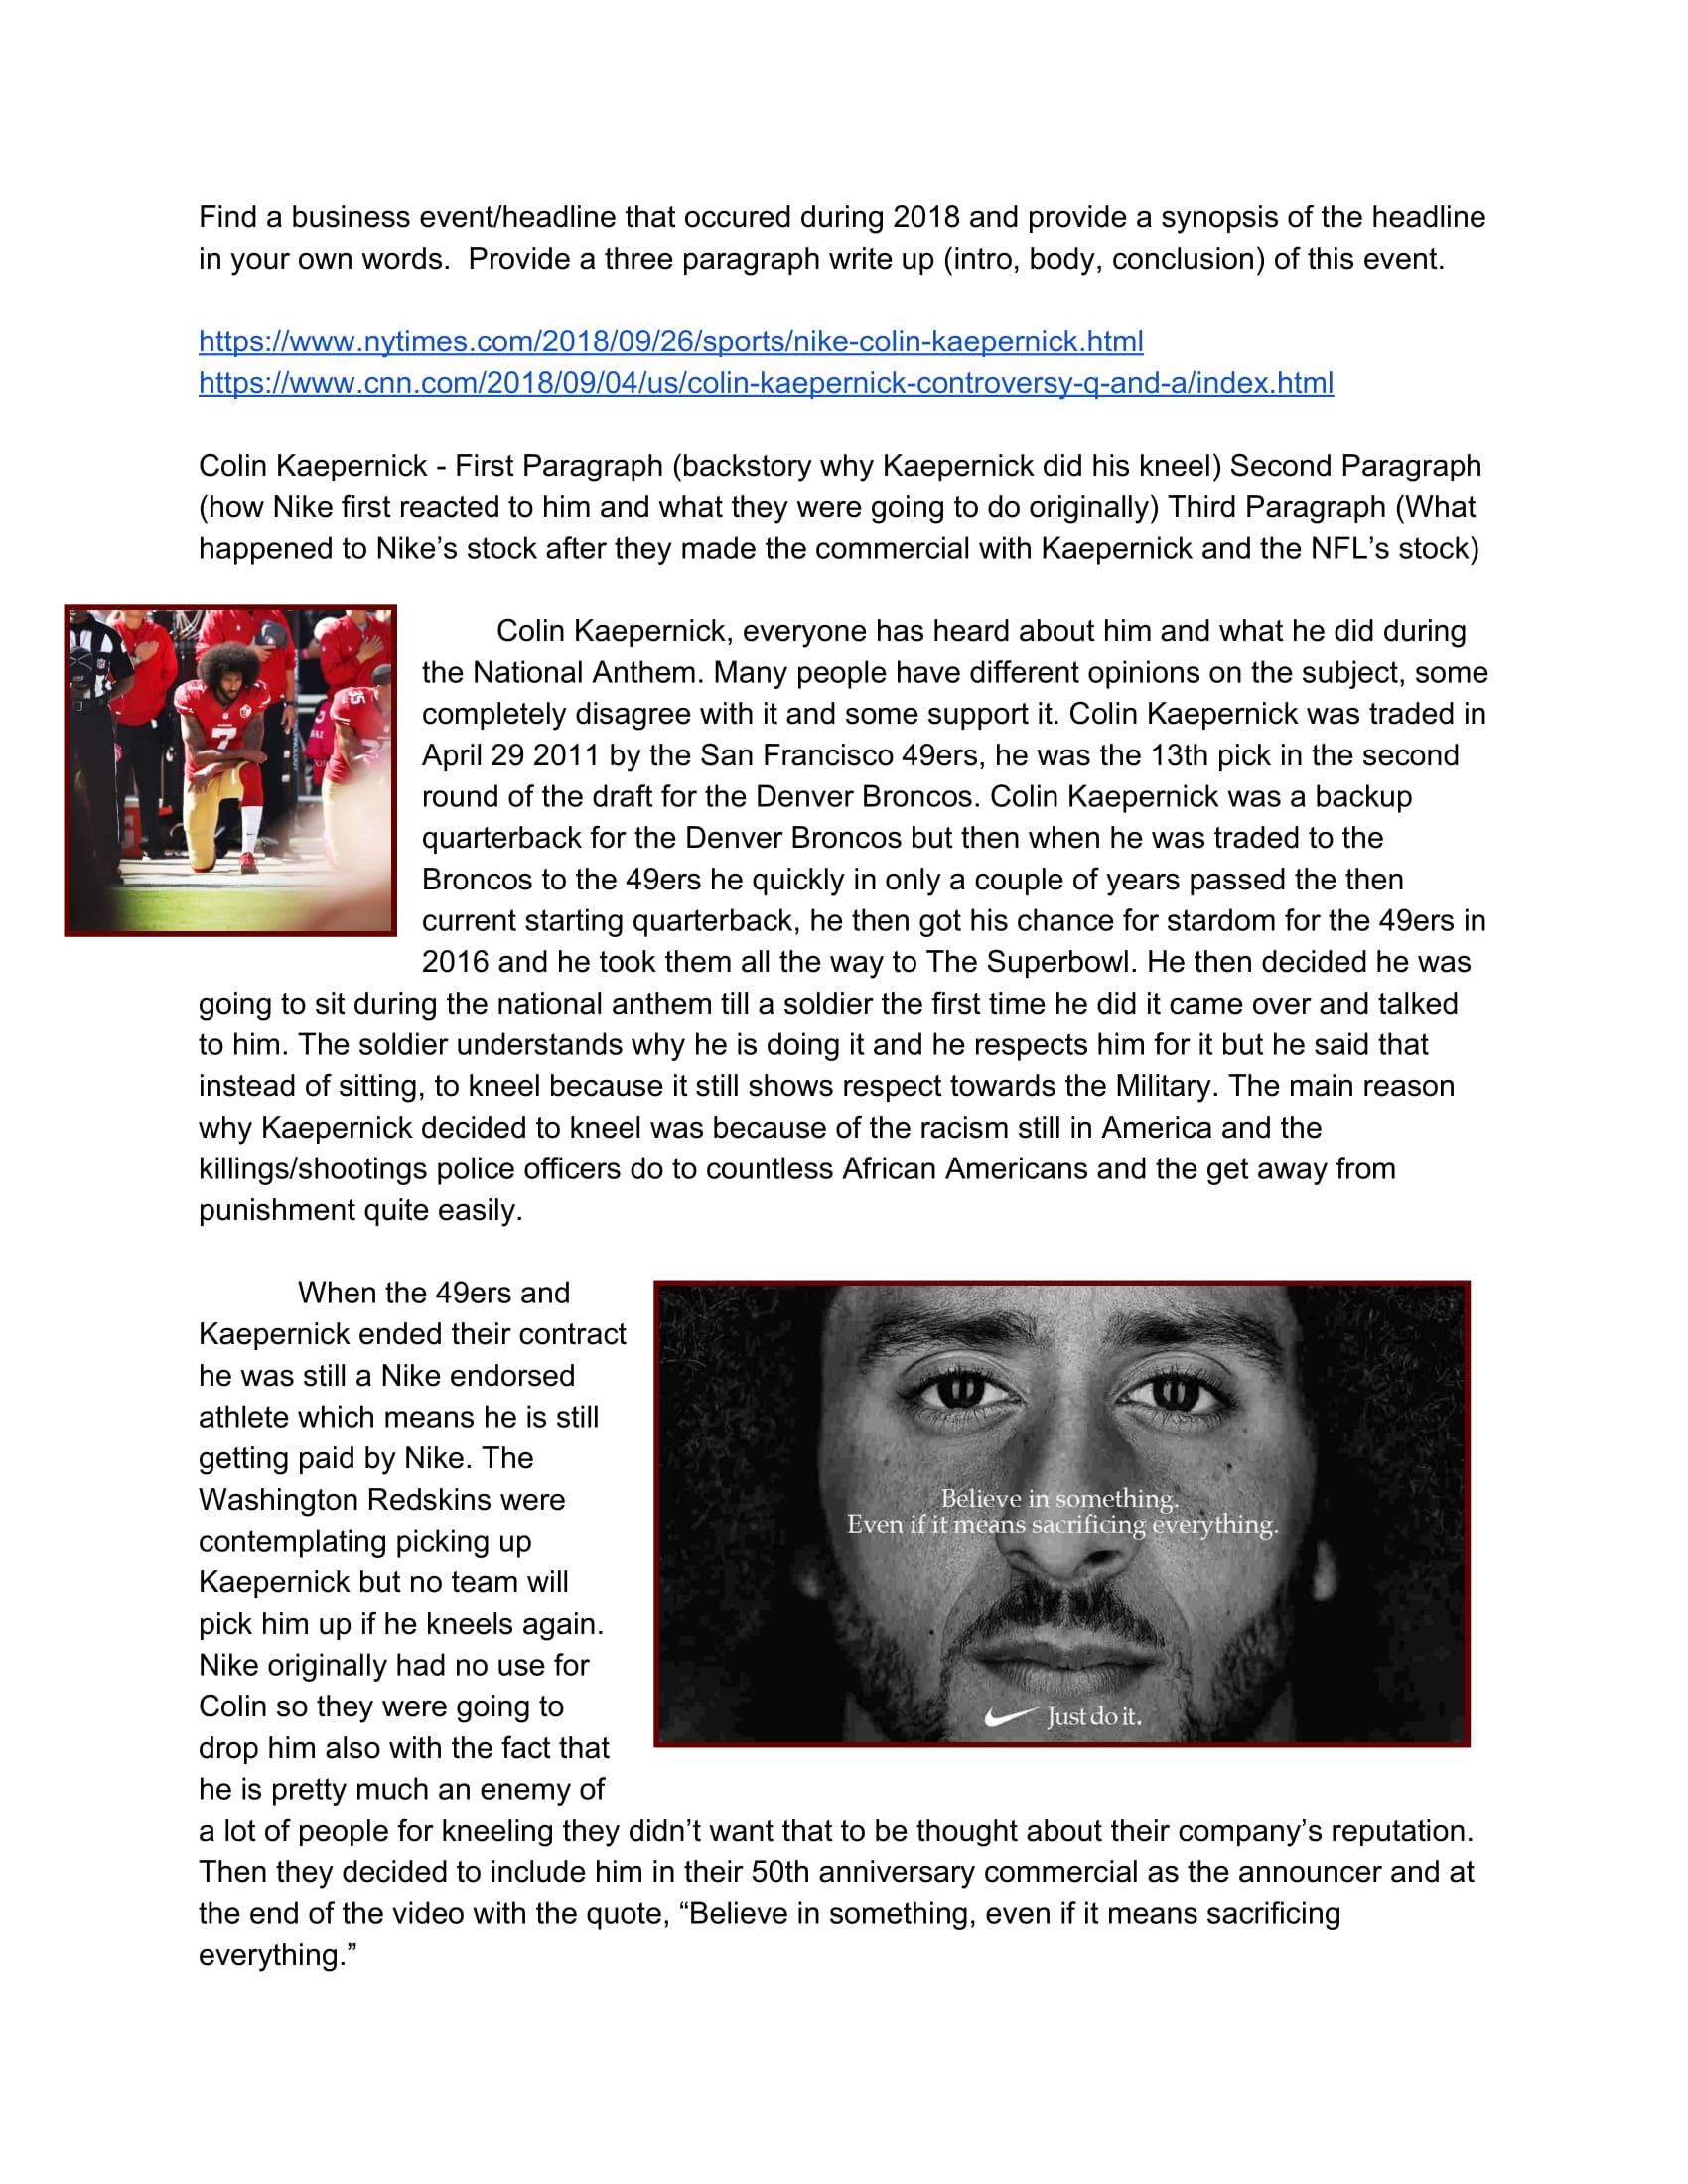 Find a business event/headline that occured during 2018 and provide a synopsis of the headline
in your own words.  Provide a three paragraph write up (intro, body, conclusion) of this event.
https://www.nytimes.com/2018/09/26/sports/nike-colin-kaepernick.html
https://www.cnn.com/2018/09/04/us/colin-kaepernick-controversy-q-and-a/index.html
Colin Kaepernick - First Paragraph (backstory why Kaepernick did his kneel) Second Paragraph
(how Nike first reacted to him and what they were going to do originally) Third Paragraph (What
happened to Nike’s stock after they made the commercial with Kaepernick and the NFL’s stock)
7
35
Colin Kaepernick, everyone has heard about him and what he did during
the National Anthem. Many people have different opinions on the subject, some
completely disagree with it and some support it. Colin Kaepernick was traded in
April 29 2011 by the San Francisco 49ers, he was the 13th pick in the second
round of the draft for the Denver Broncos. Colin Kaepernick was a backup
quarterback for the Denver Broncos but then when he was traded to the
Broncos to the 49ers he quickly in only a couple of years passed the then
current starting quarterback, he then got his chance for stardom for the 49ers in
2016 and he took them all the way to The Superbowl. He then decided he was
going to sit during the national anthem till a soldier the first time he did it came over and talked
to him. The soldier understands why he is doing it and he respects him for it but he said that
instead of sitting, to kneel because it still shows respect towards the Military. The main reason
why Kaepernick decided to kneel was because of the racism still in America and the
killings/shootings police officers do to countless African Americans and the get away from
punishment quite easily.
When the 49ers and
Kaepernick ended their contract
he was still a Nike endorsed
athlete which means he is still
getting paid by Nike. The
Washington Redskins were
contemplating picking up
Kaepernick but no team will
pick him up if he kneels again.
Nike originally had no use for
Colin so they were going to
drop him also with the fact that
he is pretty much an enemy of
a lot of people for kneeling they didn’t want that to be thought about their company’s reputation.
Then they decided to include him in their 50th anniversary commercial as the announcer and at
the end of the video with the quote, “Believe in something, even if it means sacrificing
everything.”
Believe in something.
Even if it means sacrificing everything.
Just do it.